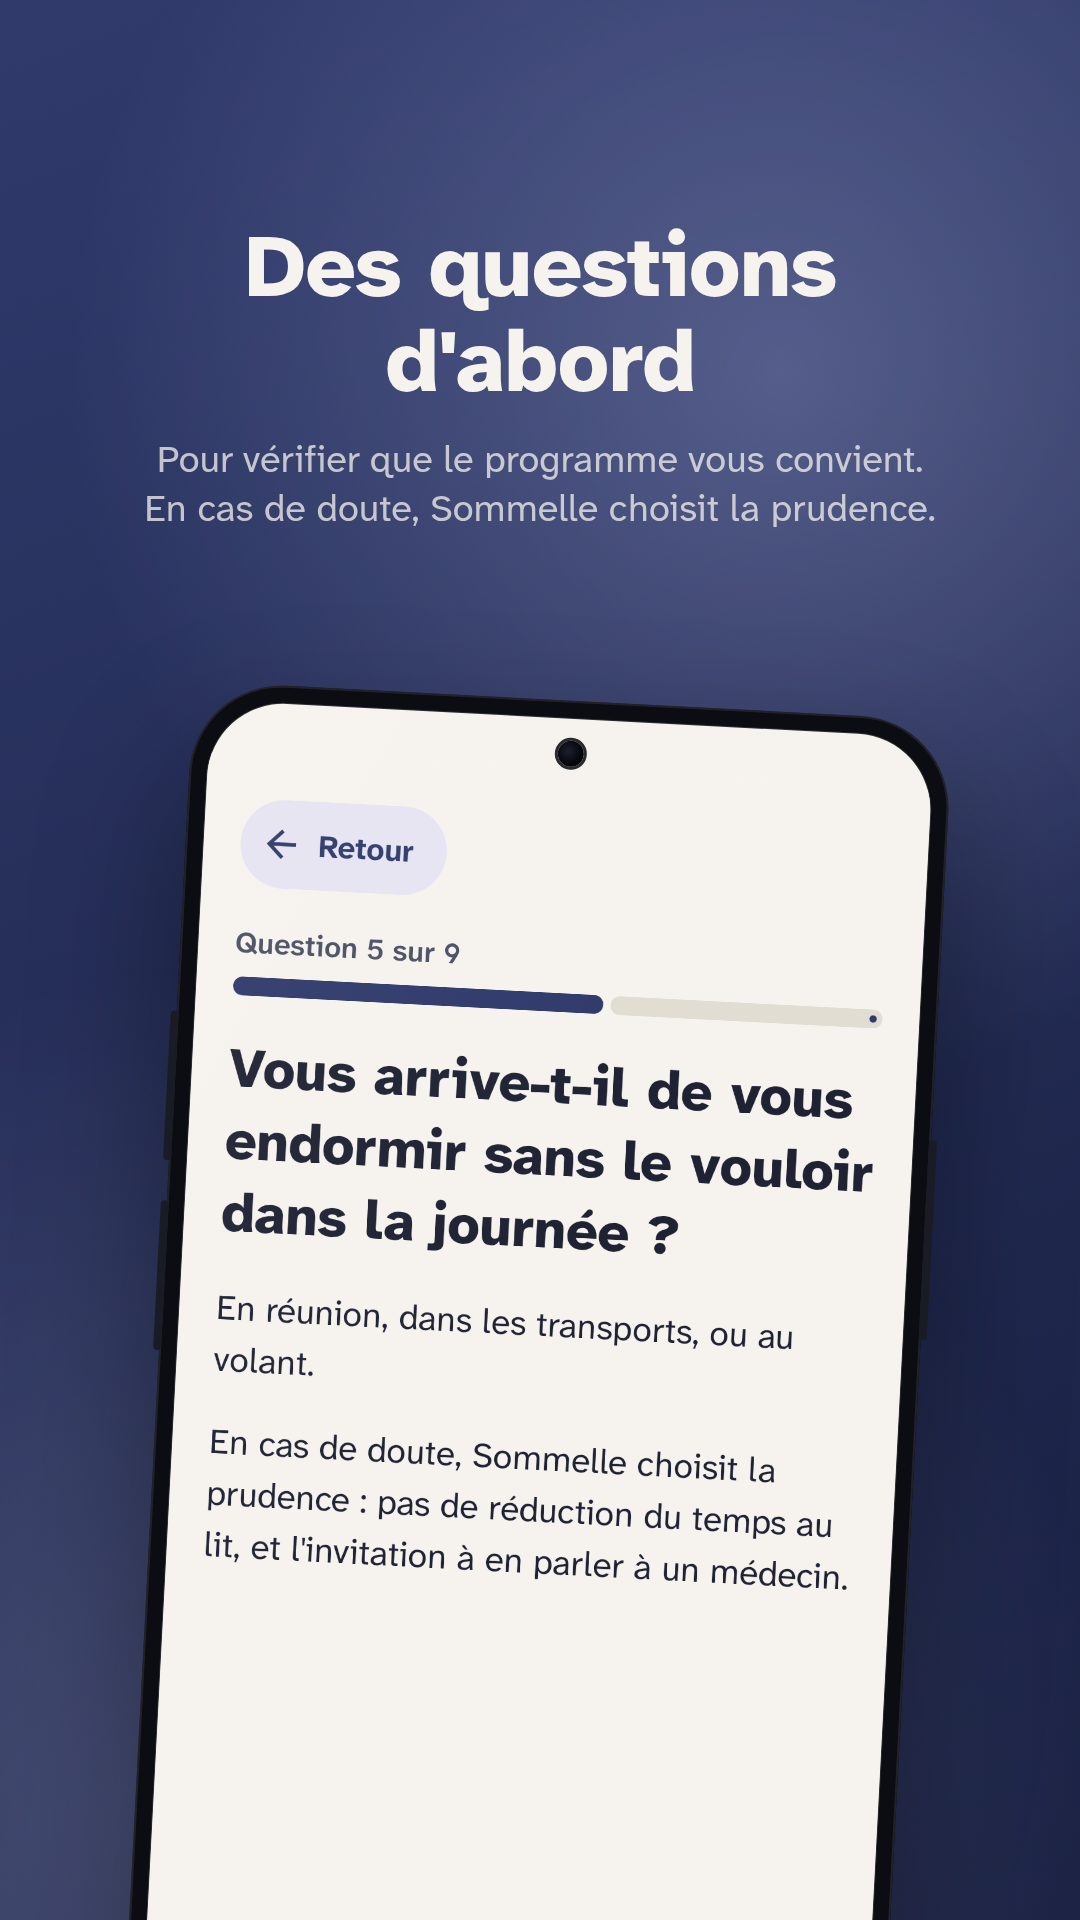 Des questions
d'abord
Pour vérifier que le programme vous convient.
En cas de doute, Sommelle choisit la prudence.
Retour
Question 5 sur 9
Vous arrive-t-il de vous
endormir sans le vouloir
dans la journée ?
En réunion, dans les transports, ou au
volant.
En cas de doute, Sommelle choisit la
prudence : pas de réduction du temps au
lit, et l'invitation à en parler à un médecin.